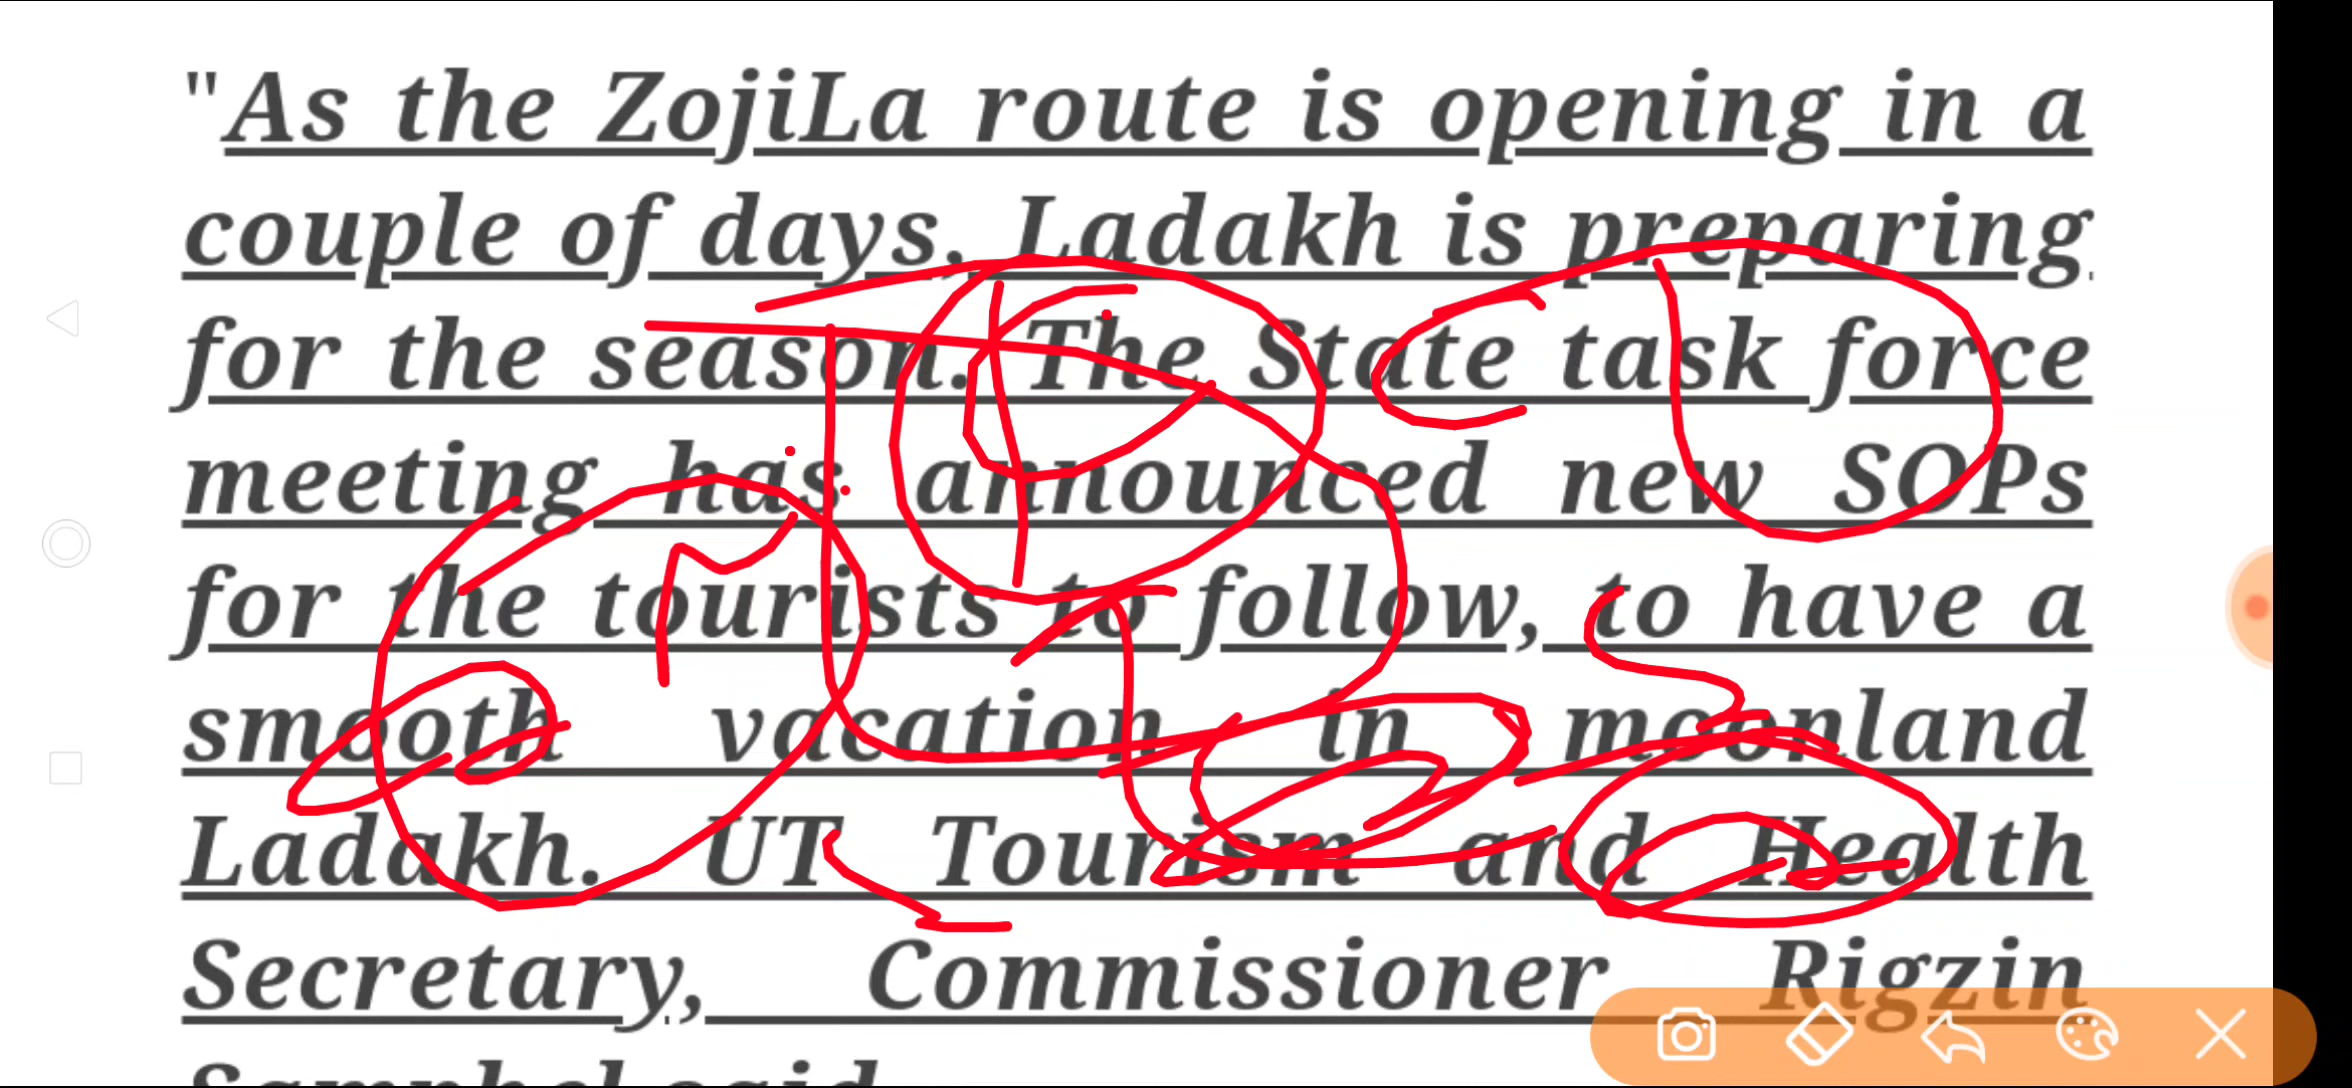 "As the ZojiLa route is opening in a
couple of days, Ladakh is preparing
for the season. The State task force
meeting has announced new SOPs
for the tourists to follow, to have a
smooth vacation in moonland
Ladakh. UT Tourism and Health
Secretary, Commissioner Rigzin
said